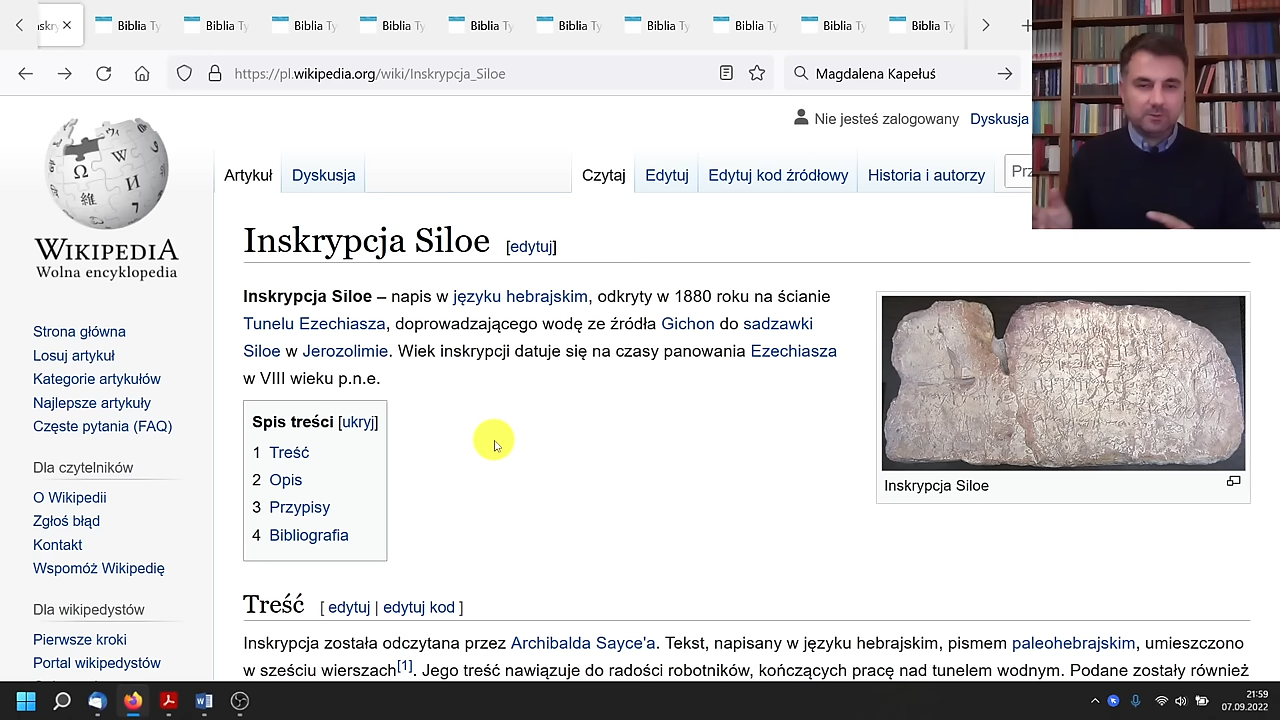 nskry
Biblia Ty
Biblia Ty
Biblia Ty
Biblia Ty
Biblia Ty
Biblia Ty
Biblia Ty
Biblia Ty
Biblia Ty
Biblia Ty
https://pl.wikipedia.org/wiki/Inskrypcja_Siloe
Magdalena Kapełuś
Nie jesteś zalogowany Dyskusja
Artykuł Dyskusja Czytaj Edytuj Edytuj kod źródłowy Historia i autorzy Prz
WIKIPEDIA
Wolna encyklopedia
Strona główna
Losuj artykuł
Kategorie artykułów
Najlepsze artykuły
Częste pytania (FAQ)
Dla czytelników
O Wikipedii
Zgłoś błąd
Kontakt
Wspomóż Wikipedię
Dla wikipedystów
Pierwsze kroki
Portal wikipedystów
Inskrypcja Siloe [edytuj]
Inskrypcja Siloe – napis w języku hebrajskim, odkryty w 1880 roku na ścianie
Tunelu Ezechiasza, doprowadzającego wodę ze źródła Gichon do sadzawki
Siloe w Jerozolimie. Wiek inskrypcji datuje się na czasy panowania Ezechiasza
w VIII wieku p.n.e.
Inskrypcja Siloe
Spis treści [ukryj]
1 Treść
2 Opis
3 Przypisy
4 Bibliografia
Treść [ edytuj | edytuj kod ]
Inskrypcja została odczytana przez Archibalda Sayce'a. Tekst, napisany w języku hebrajskim, pismem paleohebrajskim, umieszczono
w sześciu wierszach[1]. Jego treść nawiązuje do radości robotników, kończących pracę nad tunelem wodnym. Podane zostały również
21:59
07.09.2022